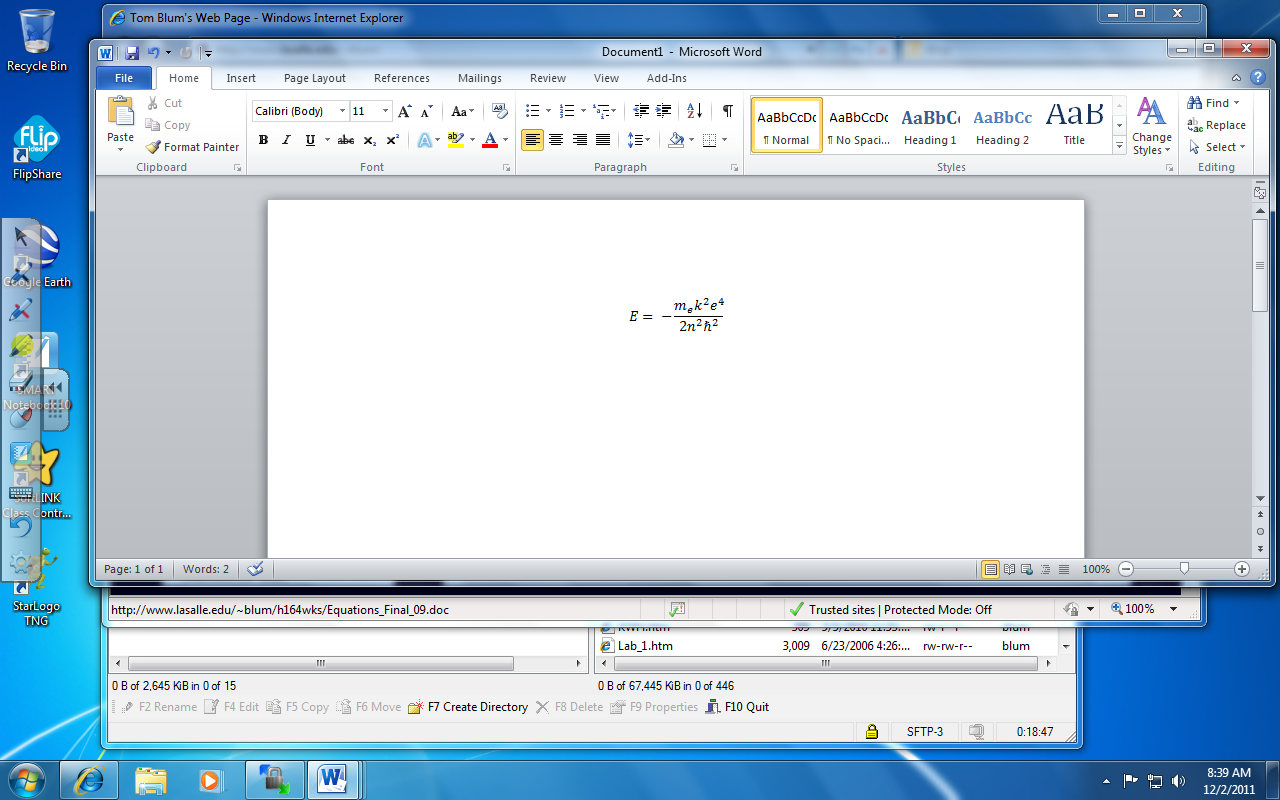 Tom Blum's Web Page - Windows Internet Explorer
Recycle Bin
FlipShare
Google Earth
SMART
Notebook 10
SofLINK
Class Contr...
StarLogo
TNG
Document1 - Microsoft Word
File Home Insert Page Layout References Mailings Review View Add-Ins
Paste
Cut
Copy
Format Painter
Clipboard
Calibri (Body) 11
Font
Paragraph
AaBbCcDc AaBbCcDc AaBbCc AaBbCc AaB
¶ Normal ¶ No Spaci... Heading 1 Heading 2 Title
Styles
Change
Styles
Find
Replace
Select
Editing
E = −mₑk²e⁴/2n²ħ²
Page: 1 of 1 Words: 2 100%
http://www.lasalle.edu/~blum/h164wks/Equations_Final_09.doc Trusted sites | Protected Mode: Off 100%
Lab_1.htm 3,009 6/23/2006 4:26:... rw-rw-r-- blum
0 B of 2,645 KiB in 0 of 15 0 B of 67,445 KiB in 0 of 446
F2 Rename F4 Edit F5 Copy F6 Move F7 Create Directory F8 Delete F9 Properties F10 Quit
SFTP-3 0:18:47
8:39 AM
12/2/2011